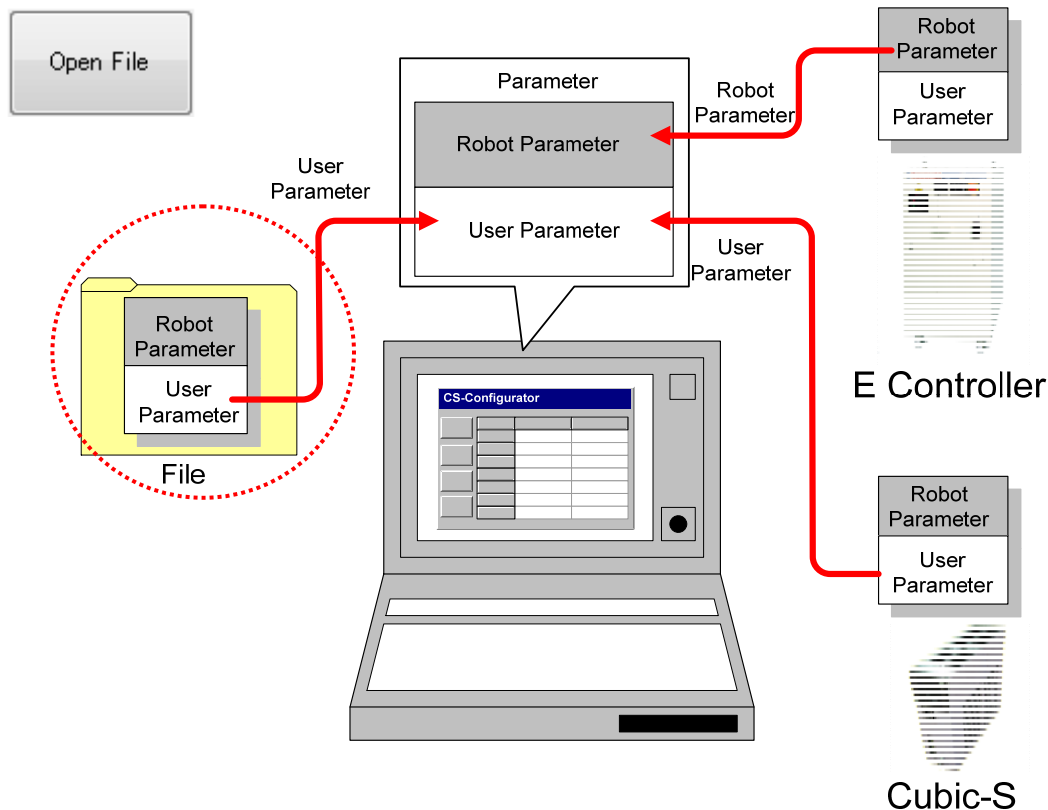 Open File
Parameter
Robot Parameter
User Parameter
User
Parameter
Robot
Parameter
User
Parameter
Robot
Parameter
User
Parameter
File
Robot
Parameter
User
Parameter
E Controller
CS-Configurator
Robot
Parameter
User
Parameter
Cubic-S